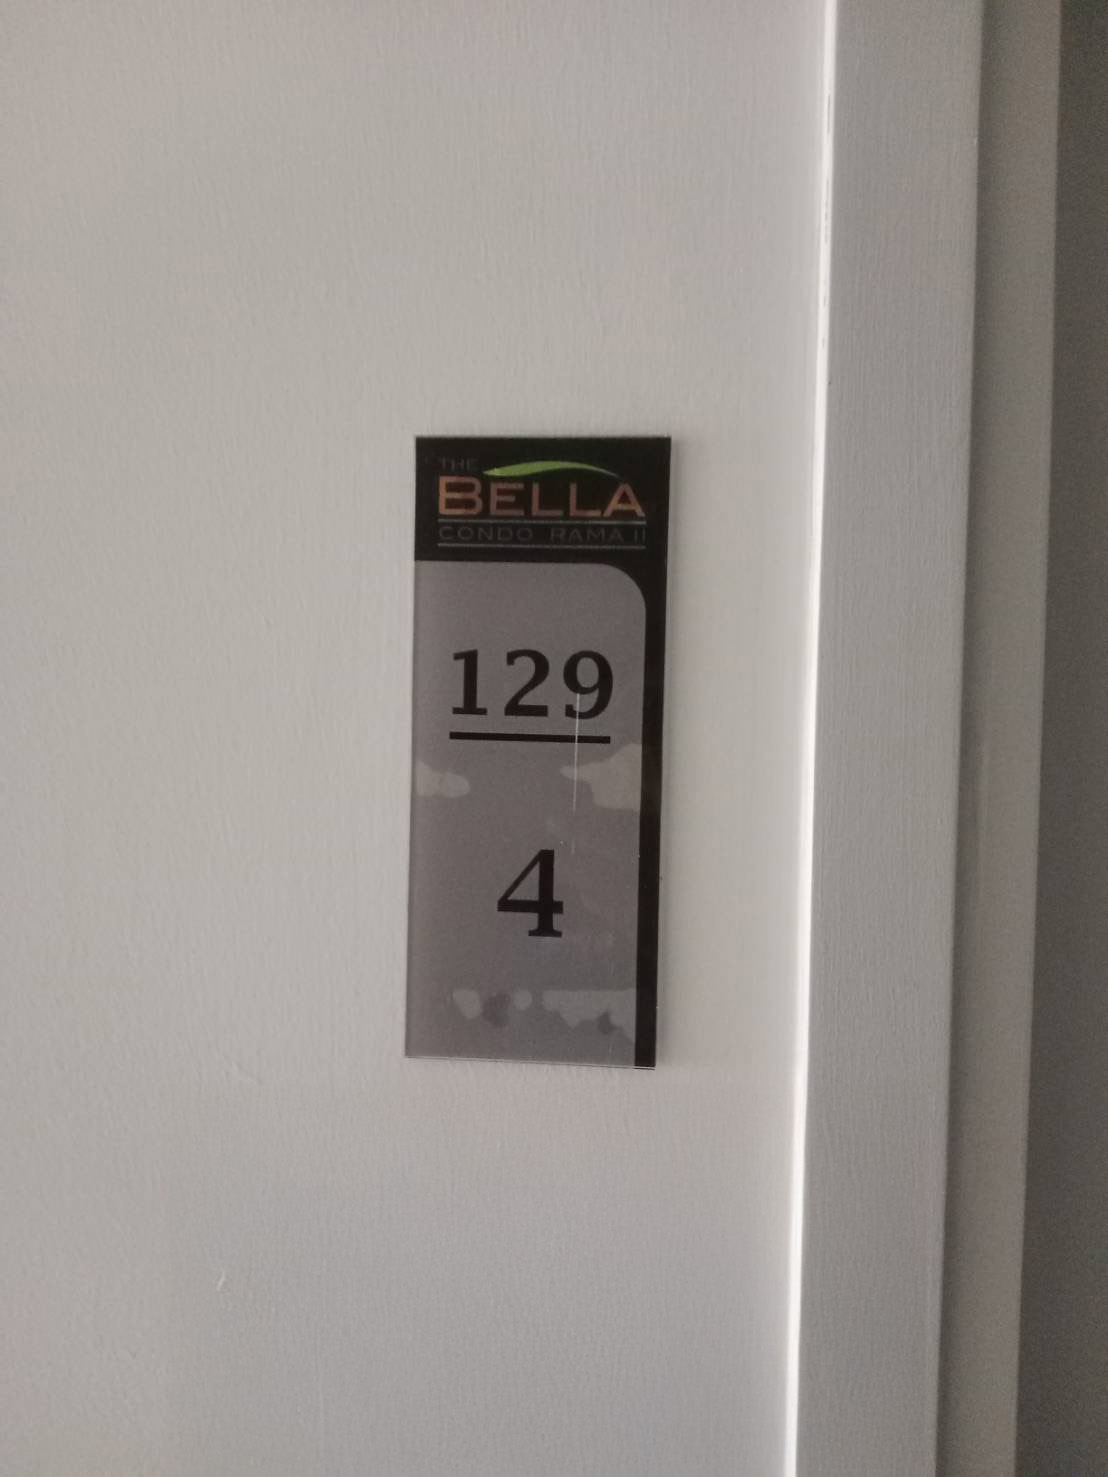 THE
BELLA
CONDO RAMA II
129
4